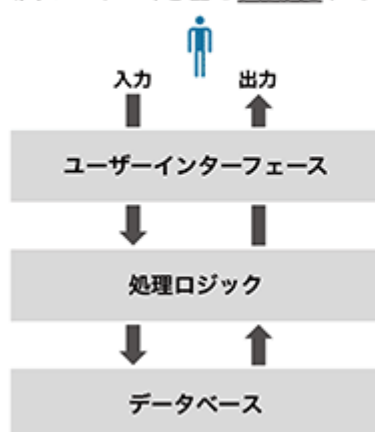 入力 出力
ユーザーインターフェース
処理ロジック
データベース